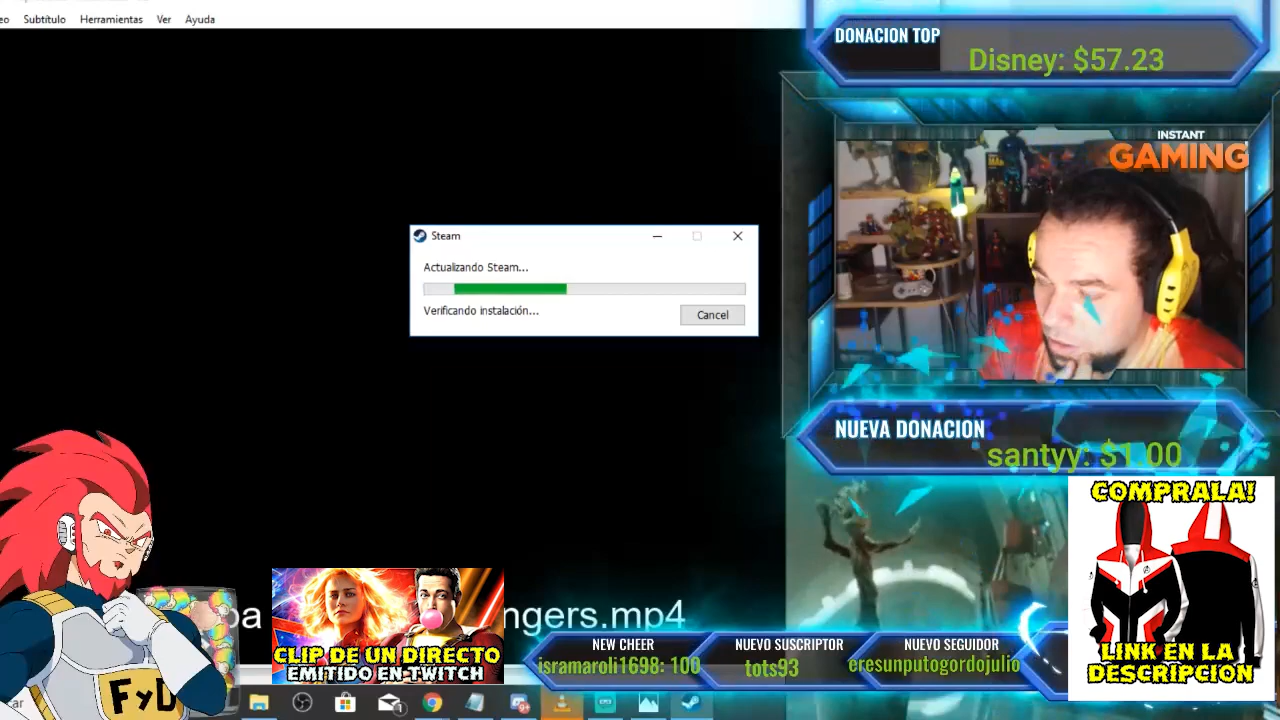 Subtítulo Herramientas Ver Ayuda
DONACION TOP
Disney: $57.23
INSTANT
GAMING
Steam
Actualizando Steam...
Verificando instalación...
Cancel
NUEVA DONACION
santyy: $1.00
COMPRALA!
LINK EN LA
DESCRIPCION
ngers.mp4
CLIP DE UN DIRECTO
EMITIDO EN TWITCH
NEW CHEER
isramaroli1698: 100
NUEVO SUSCRIPTOR
tots93
NUEVO SEGUIDOR
eresunputogordojulio
FyD